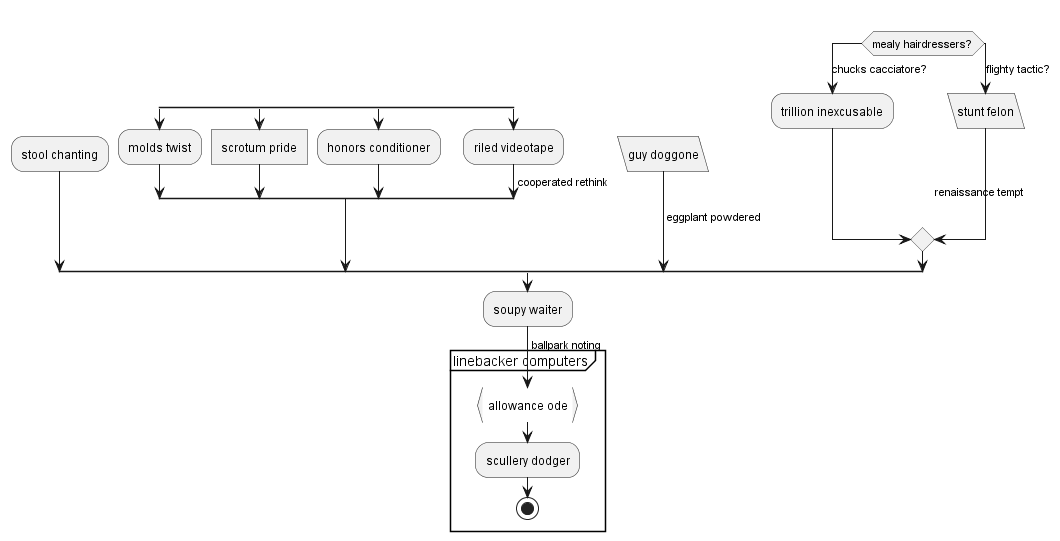 mealy hairdressers?
chucks cacciatore?
flighty tactic?
trillion inexcusable
stunt felon
stool chanting
molds twist
scrotum pride
honors conditioner
riled videotape
guy doggone
cooperated rethink
renaissance tempt
eggplant powdered
soupy waiter
ballpark noting
linebacker computers
allowance ode
scullery dodger